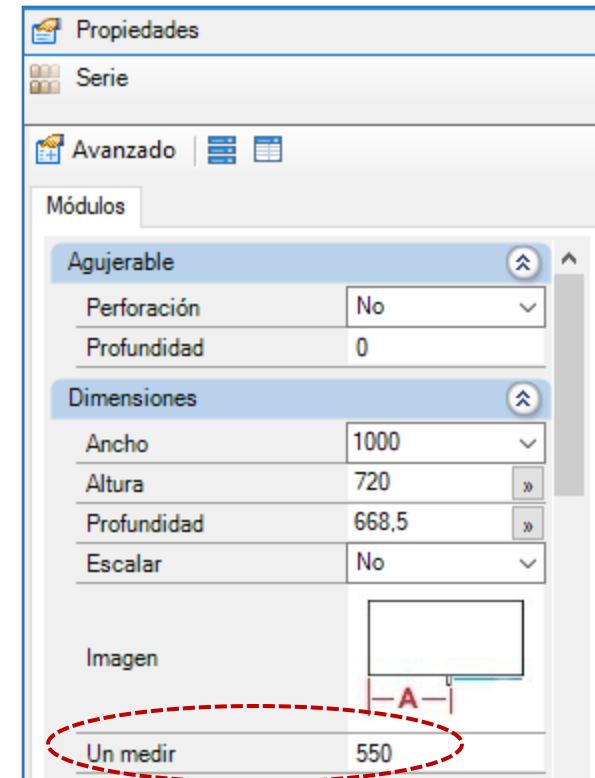 Propiedades
Serie
Avanzado
Módulos
Agujerable
Perforación No
Profundidad 0
Dimensiones
Ancho 1000
Altura 720 »
Profundidad 668,5 »
Escalar No
Imagen
A
Un medir 550